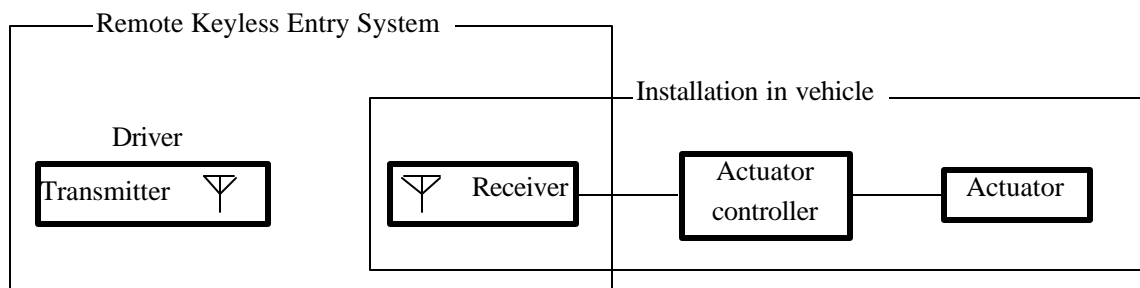 Remote Keyless Entry System
Installation in vehicle
Driver
Transmitter
Receiver
Actuator
controller
Actuator